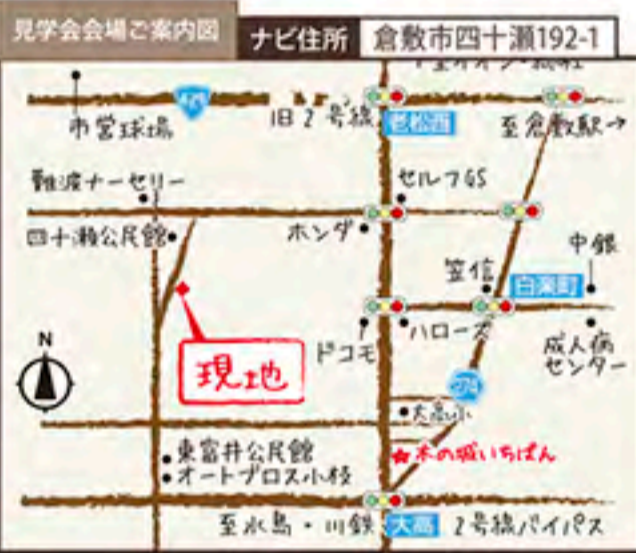 見学会会場ご案内図
ナビ住所 倉敷市四十瀬192-1
429
市営球場
旧2号線
老松西
至倉敷駅→
難波ナーセリー
セルフGS
四十瀬公民館
ホンダ
中銀
笠信
白楽町
N
現地
ドコモ
ハローズ
成人病
センター
274
大高小
東富井公民館
木の城いちばん
オートプロス小枝
至水島・川鉄
大高
2号線バイパス